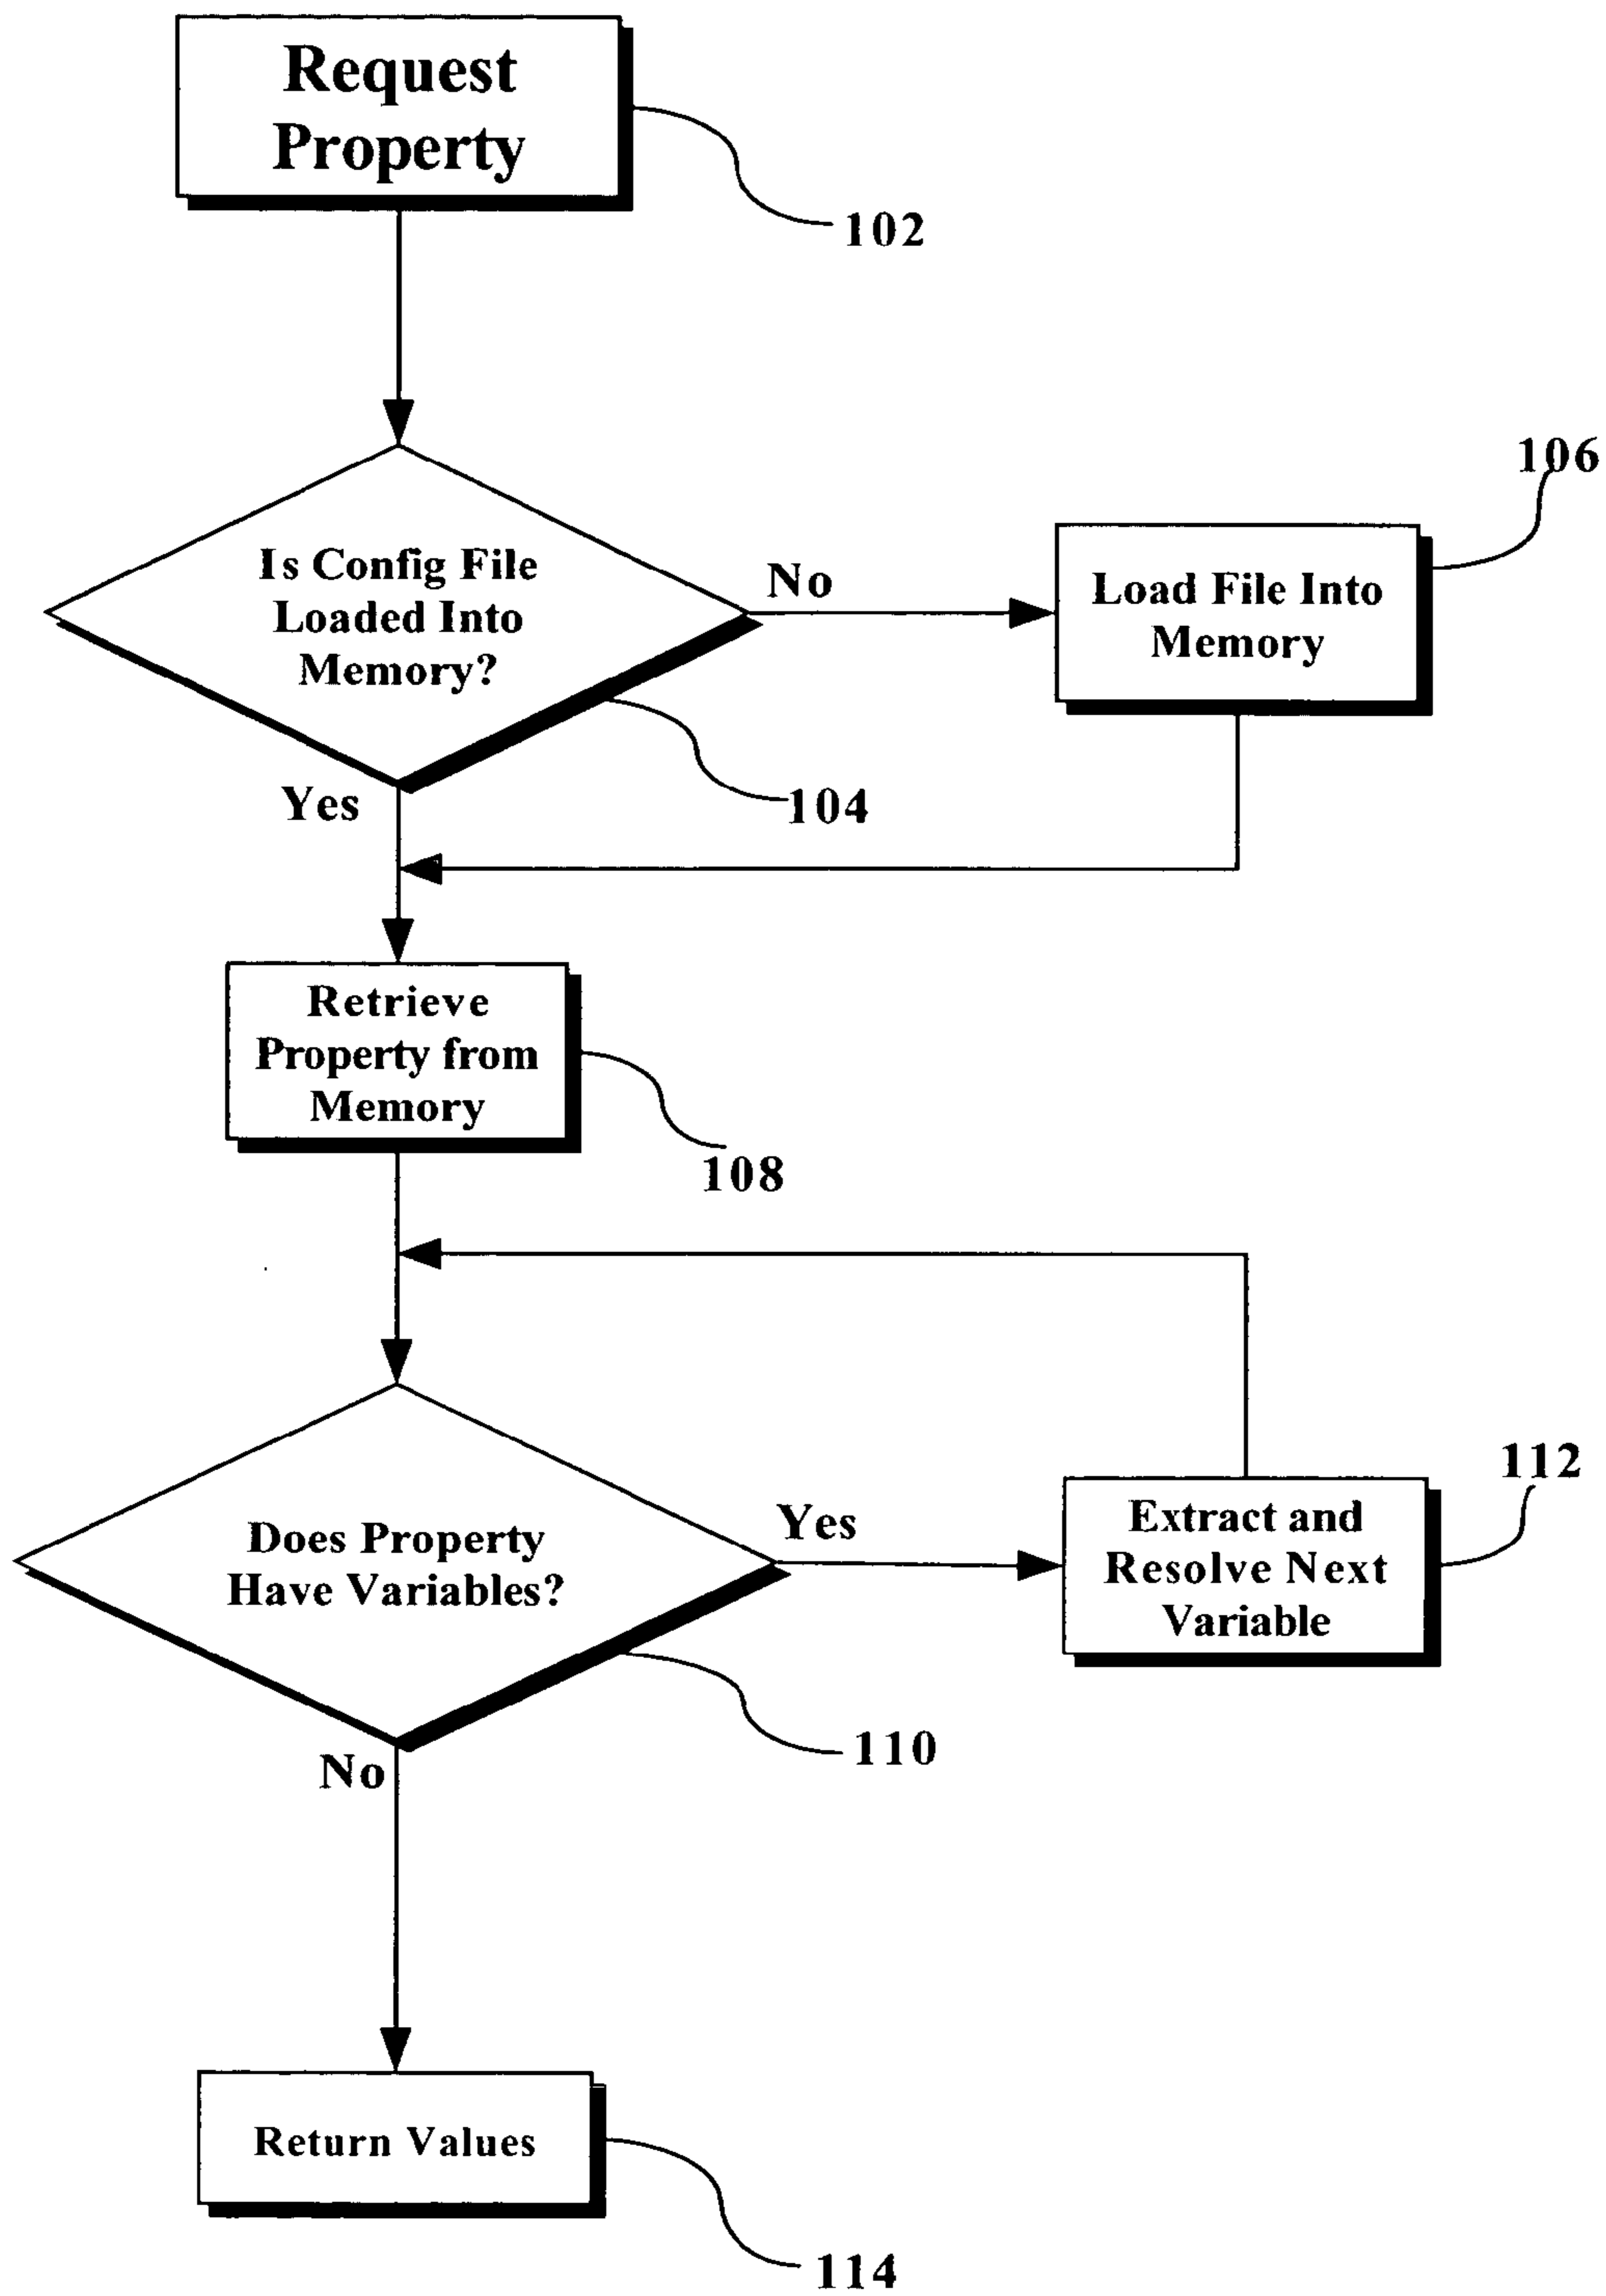 Request
Property
102
Is Config File
Loaded Into
Memory?
No
106
Load File Into
Memory
104
Yes
Retrieve
Property from
Memory
108
Does Property
Have Variables?
Yes
112
Extract and
Resolve Next
Variable
110
No
Return Values
114